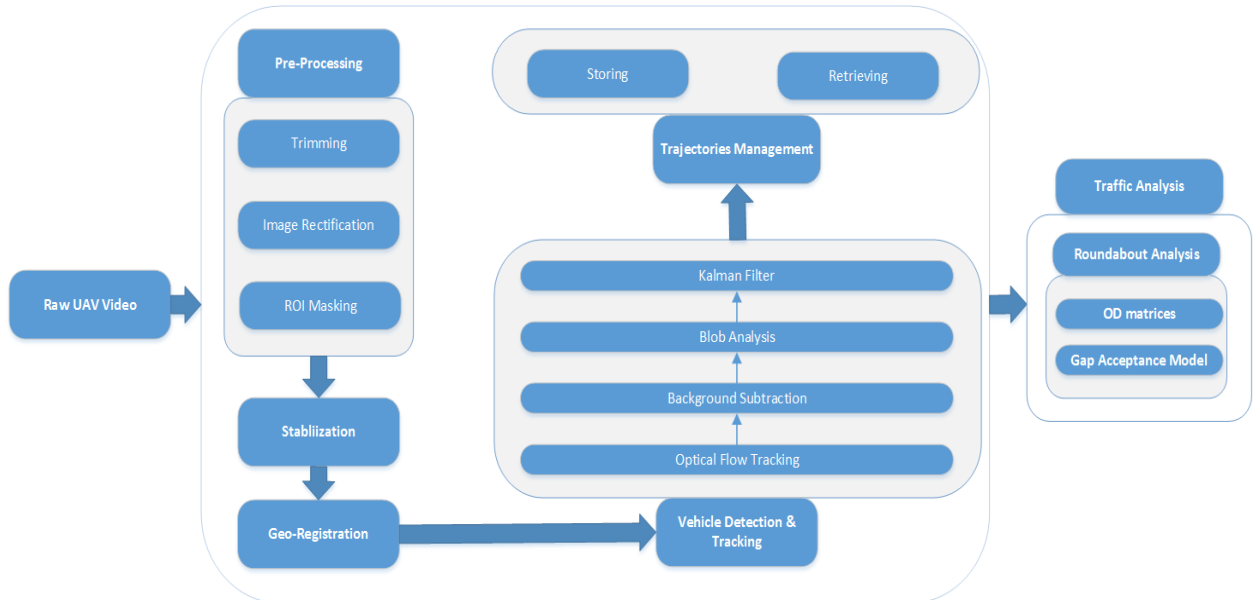 Raw UAV Video
Pre-Processing
Trimming
Image Rectification
ROI Masking
Stabliization
Geo-Registration
Storing
Retrieving
Trajectories Management
Kalman Filter
Blob Analysis
Background Subtraction
Optical Flow Tracking
Vehicle Detection &
Tracking
Traffic Analysis
Roundabout Analysis
OD matrices
Gap Acceptance Model